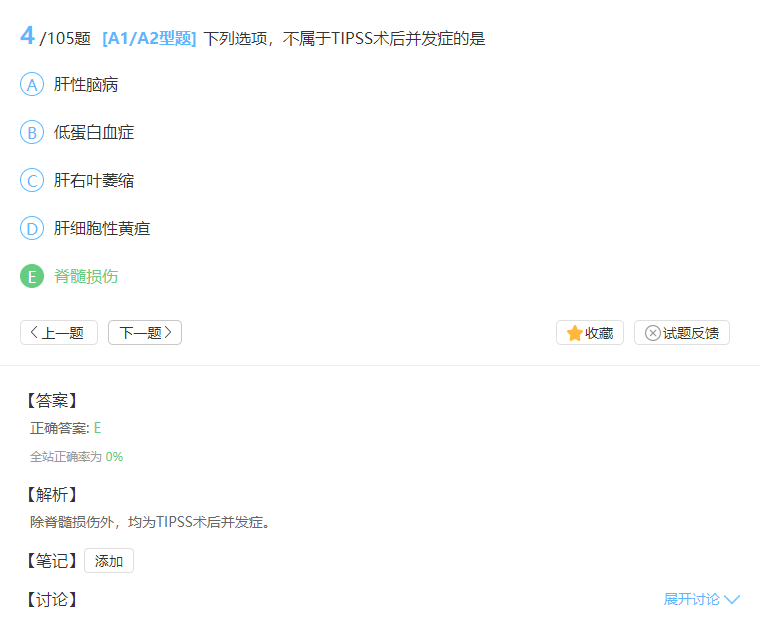 4 /105题 [A1/A2型题] 下列选项，不属于TIPSS术后并发症的是
A 肝性脑病
B 低蛋白血症
C 肝右叶萎缩
D 肝细胞性黄疸
E 脊髓损伤
上一题 下一题 收藏 试题反馈
【答案】
正确答案: E
全站正确率为 0%
【解析】
除脊髓损伤外，均为TIPSS术后并发症。
【笔记】 添加
【讨论】 展开讨论